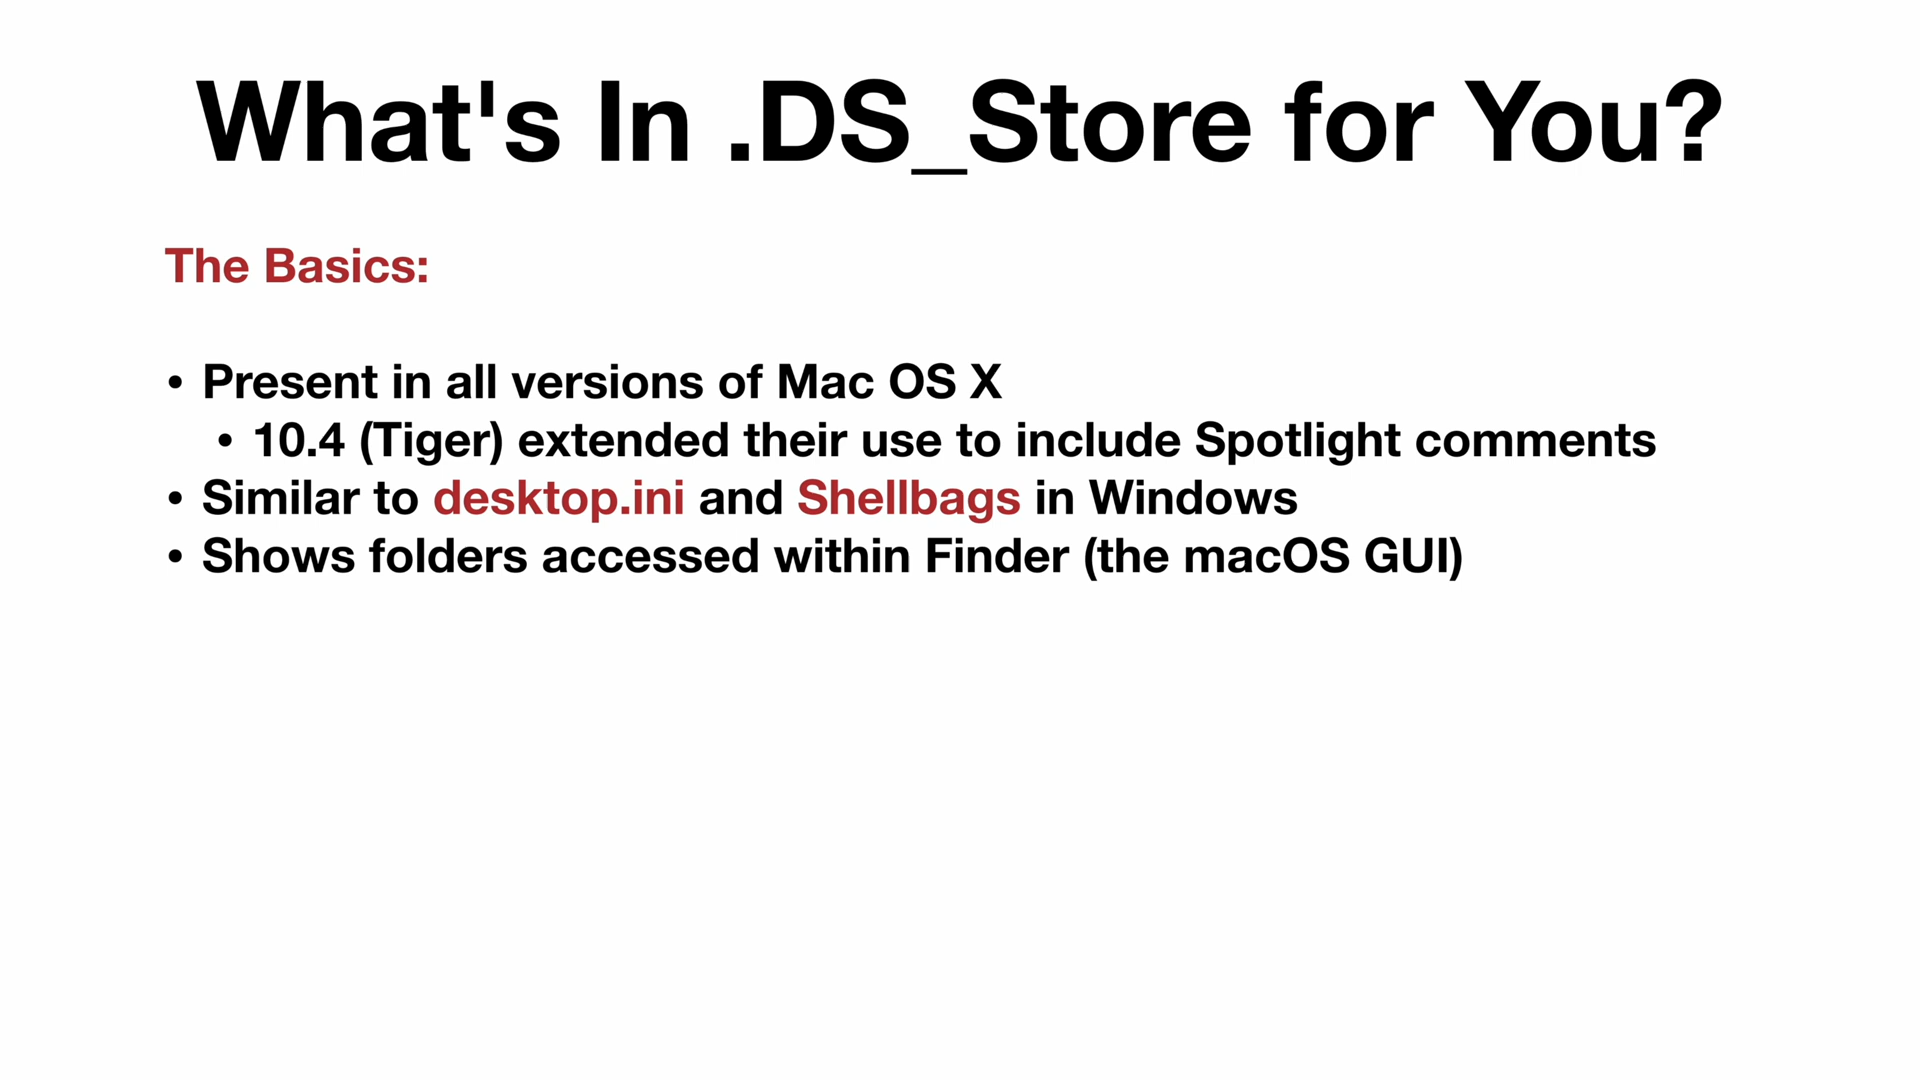 What's In .DS_Store for You?
The Basics:
• Present in all versions of Mac OS X
• 10.4 (Tiger) extended their use to include Spotlight comments
• Similar to desktop.ini and Shellbags in Windows
• Shows folders accessed within Finder (the macOS GUI)